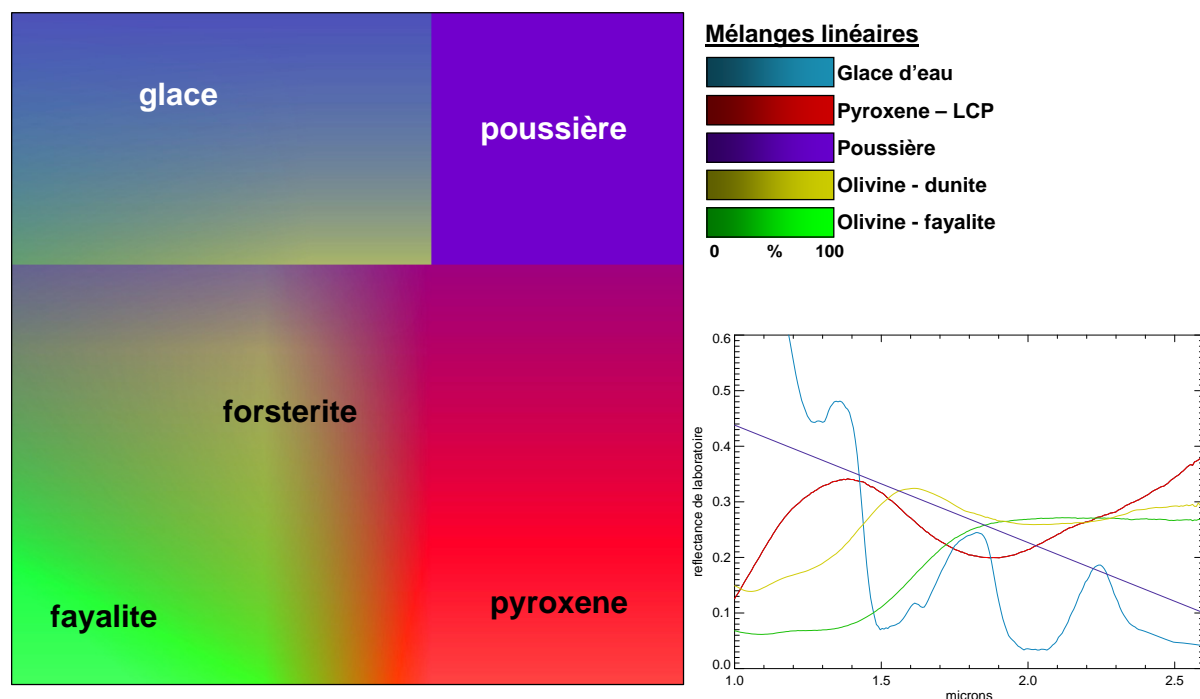 glace
poussière
forsterite
fayalite
pyroxene
Mélanges linéaires
Glace d'eau
Pyroxene – LCP
Poussière
Olivine - dunite
Olivine - fayalite
0 % 100
reflectance de laboratoire
0.6
0.5
0.4
0.3
0.2
0.1
0.0
1.0 1.5 2.0 2.5
microns